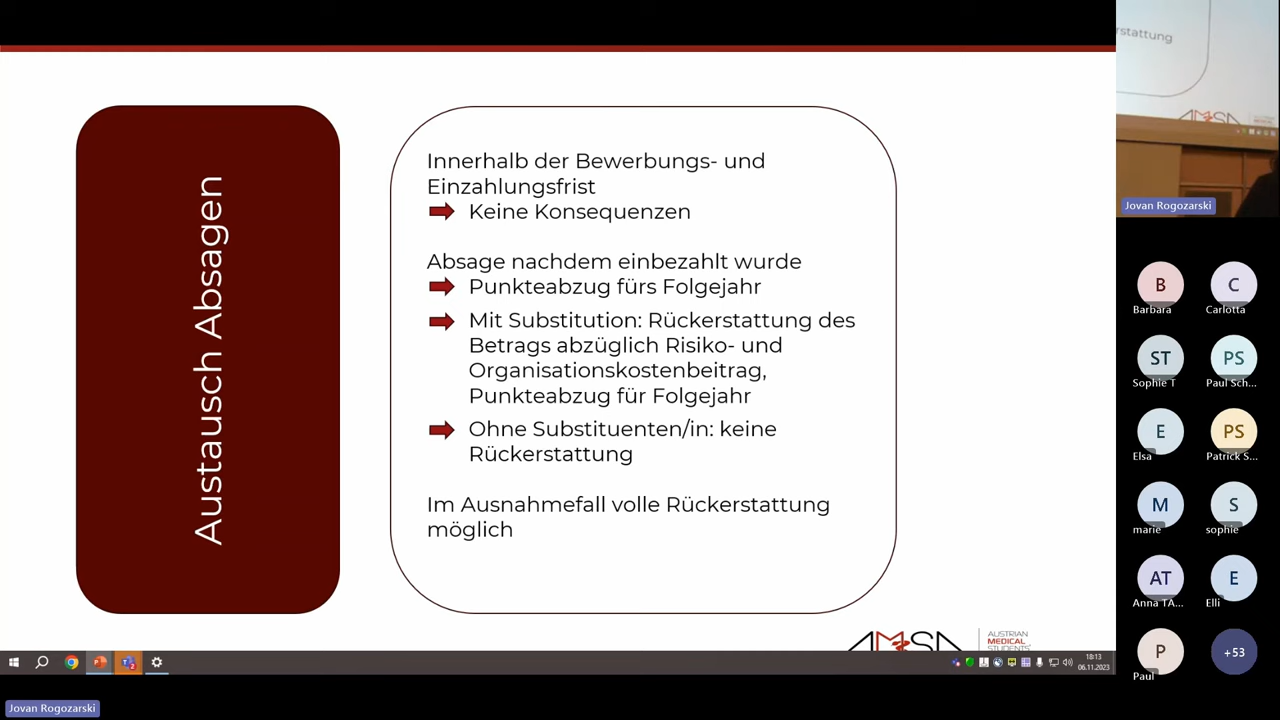 Austausch Absagen
Innerhalb der Bewerbungs- und
Einzahlungsfrist
Keine Konsequenzen
Absage nachdem einbezahlt wurde
Punkteabzug fürs Folgejahr
Mit Substitution: Rückerstattung des
Betrags abzüglich Risiko- und
Organisationskostenbeitrag,
Punkteabzug für Folgejahr
Ohne Substituenten/in: keine
Rückerstattung
Im Ausnahmefall volle Rückerstattung
möglich
AMSA
AUSTRIAN
MEDICAL
STUDENTS'
18:13
06.11.2023
Jovan Rogozarski
erstattung
AMSA
Jovan Rogozarski
B
C
Barbara
Carlotta
ST
PS
Sophie T
Paul Sch...
E
PS
Elsa
Patrick S...
M
S
marie
sophie
AT
E
Anna TA...
Elli
P
+53
Paul